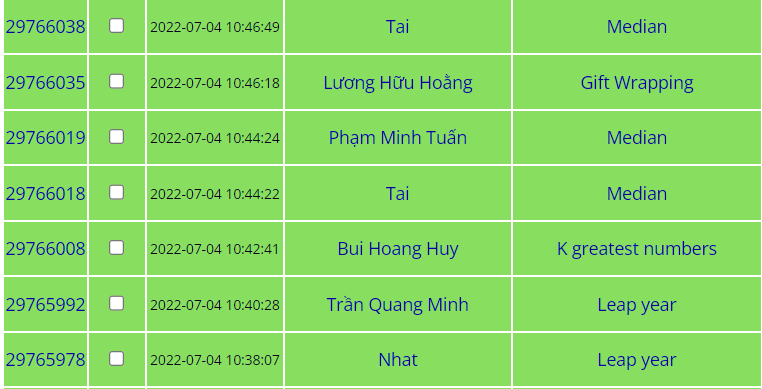 29766038 2022-07-04 10:46:49 Tai Median
29766035 2022-07-04 10:46:18 Lương Hữu Hoằng Gift Wrapping
29766019 2022-07-04 10:44:24 Phạm Minh Tuấn Median
29766018 2022-07-04 10:44:22 Tai Median
29766008 2022-07-04 10:42:41 Bui Hoang Huy K greatest numbers
29765992 2022-07-04 10:40:28 Trần Quang Minh Leap year
29765978 2022-07-04 10:38:07 Nhat Leap year